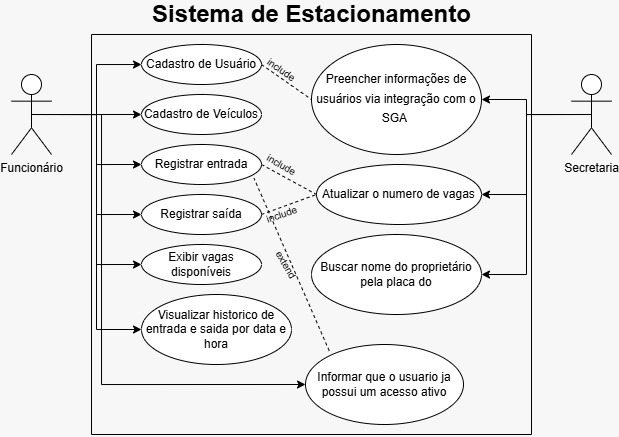 Sistema de Estacionamento
Funcionário
Secretaria
Cadastro de Usuário
include
Preencher informações de
usuários via integração com o
SGA
Cadastro de Veículos
Registrar entrada
include
Atualizar o numero de vagas
Registrar saída
include
Exibir vagas
disponíveis
extend
Buscar nome do proprietário
pela placa do
Visualizar historico de
entrada e saida por data e
hora
Informar que o usuario ja
possui um acesso ativo